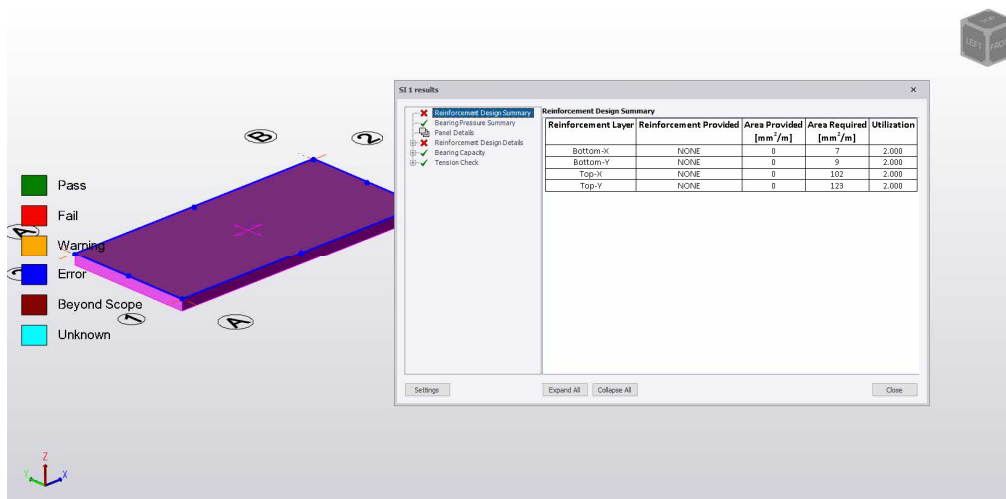 TOP
LEFT
FRONT
SI 1 results
Reinforcement Design Summary
Bearing Pressure Summary
Panel Details
Reinforcement Design Details
Bearing Capacity
Tension Check
Reinforcement Design Summary
Reinforcement Layer Reinforcement Provided Area Provided [mm²/m] Area Required [mm²/m] Utilization
Bottom-X NONE 0 7 2.000
Bottom-Y NONE 0 9 2.000
Top-X NONE 0 102 2.000
Top-Y NONE 0 123 2.000
Settings
Expand All
Collapse All
Close
B
2
A
1
A
Pass
Fail
Warning
Error
Beyond Scope
Unknown
Z
Y
X